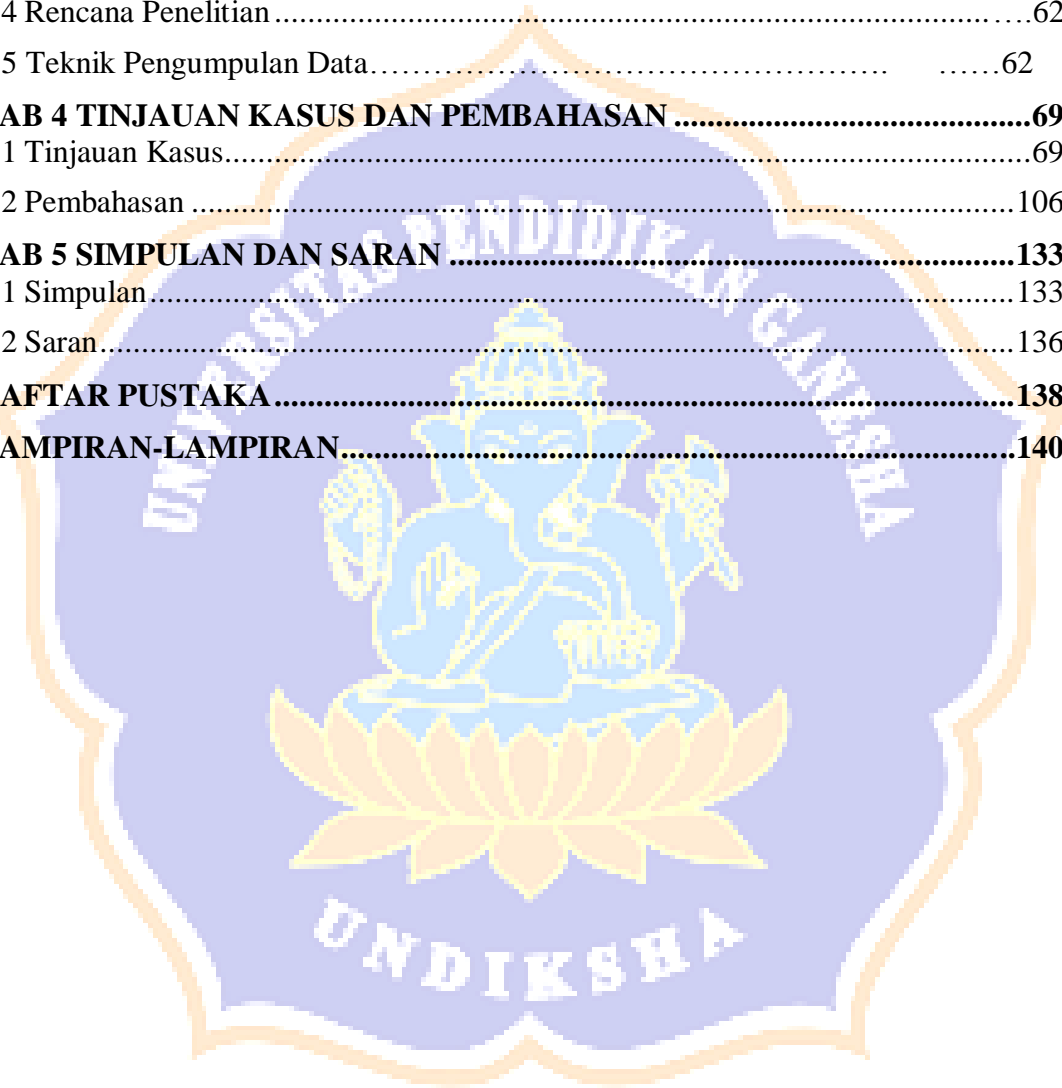 4 Rencana Penelitian ........................................................................................... ….62
5 Teknik Pengumpulan Data……………………………………………. ……62
AB 4 TINJAUAN KASUS DAN PEMBAHASAN ......................................69
1 Tinjauan Kasus.......................................................................................................69
2 Pembahasan ..........................................................................................................106
AB 5 SIMPULAN DAN SARAN ..............................................................133
1 Simpulan..............................................................................................................133
2 Saran....................................................................................................................136
AFTAR PUSTAKA................................................................................138
AMPIRAN-LAMPIRAN.........................................................................140
UNIVERSITAS PENDIDIKAN GANESHA
UNDIKSHA